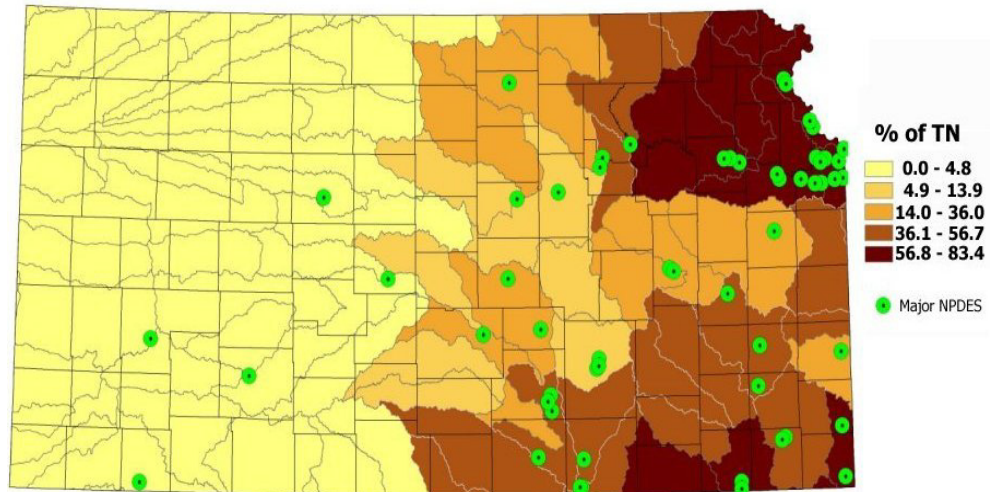 % of TN
0.0 - 4.8
4.9 - 13.9
14.0 - 36.0
36.1 - 56.7
56.8 - 83.4
Major NPDES